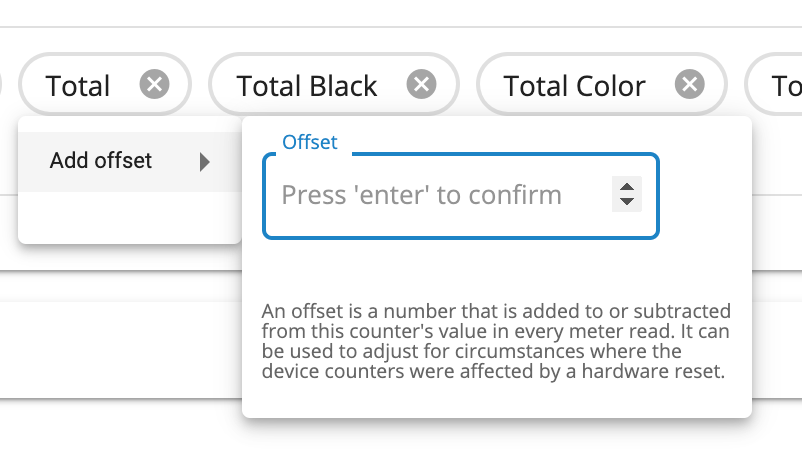 Total
Total Black
Total Color
To
Add offset
Offset
Press 'enter' to confirm
An offset is a number that is added to or subtracted
from this counter's value in every meter read. It can
be used to adjust for circumstances where the
device counters were affected by a hardware reset.